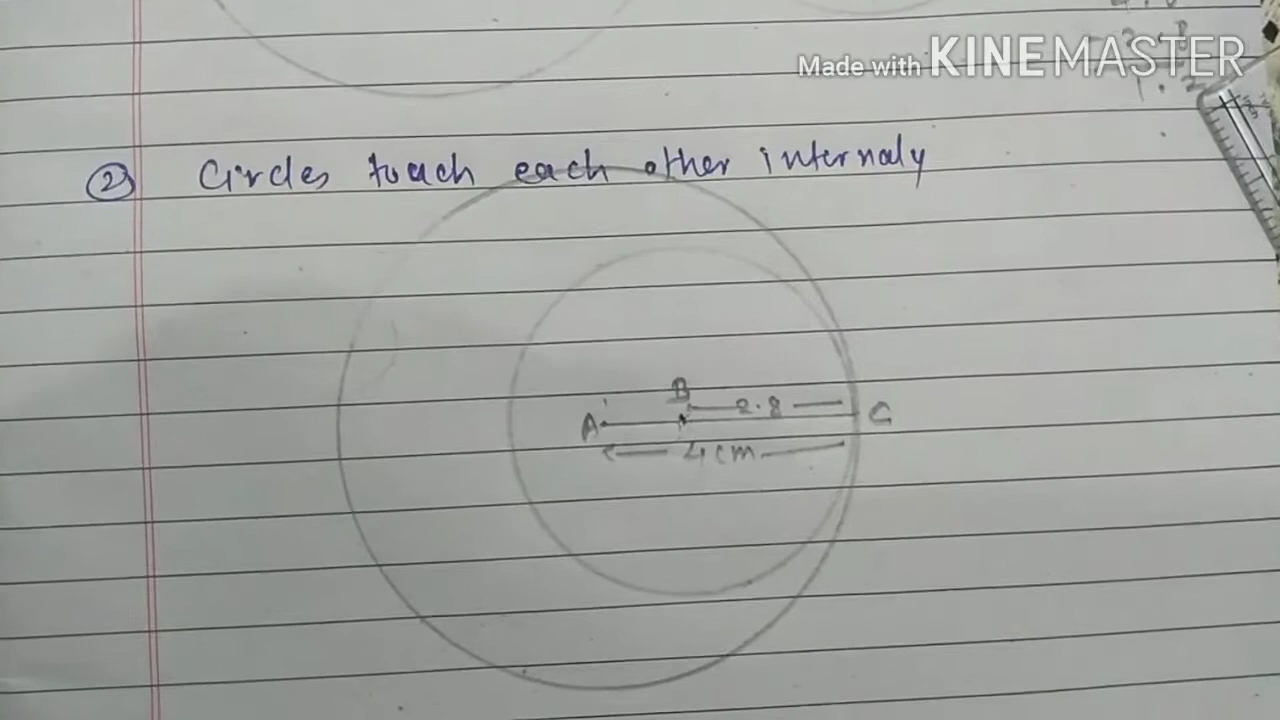 Made with KINEMASTER
② Circles touch each other internaly
B
2.8
A
C
4 cm